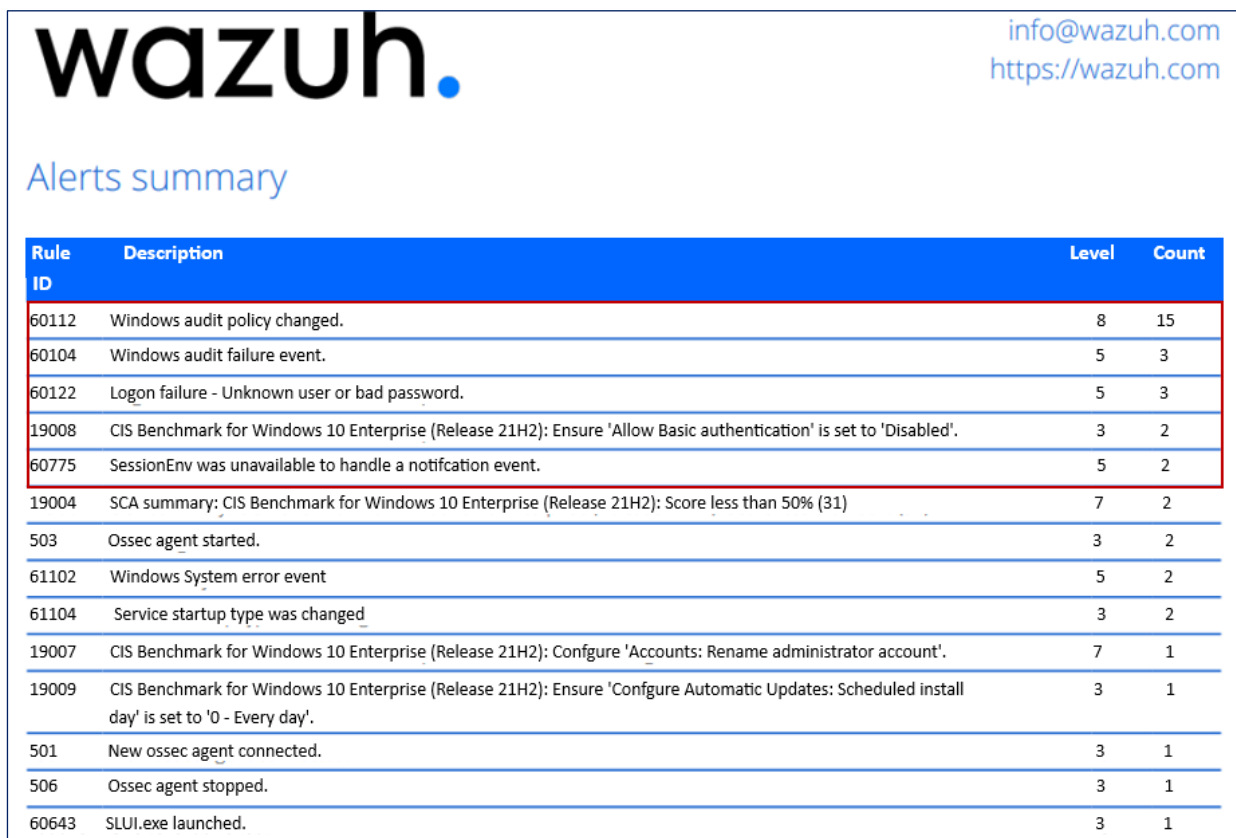 wazuh.
info@wazuh.com
https://wazuh.com
Alerts summary
Rule ID Description Level Count
60112 Windows audit policy changed. 8 15
60104 Windows audit failure event. 5 3
60122 Logon failure - Unknown user or bad password. 5 3
19008 CIS Benchmark for Windows 10 Enterprise (Release 21H2): Ensure 'Allow Basic authentication' is set to 'Disabled'. 3 2
60775 SessionEnv was unavailable to handle a notifcation event. 5 2
19004 SCA summary: CIS Benchmark for Windows 10 Enterprise (Release 21H2): Score less than 50% (31) 7 2
503 Ossec agent started. 3 2
61102 Windows System error event 5 2
61104 Service startup type was changed 3 2
19007 CIS Benchmark for Windows 10 Enterprise (Release 21H2): Confgure 'Accounts: Rename administrator account'. 7 1
19009 CIS Benchmark for Windows 10 Enterprise (Release 21H2): Ensure 'Confgure Automatic Updates: Scheduled install 3 1
day' is set to '0 - Every day'.
501 New ossec agent connected. 3 1
506 Ossec agent stopped. 3 1
60643 SLUI.exe launched. 3 1